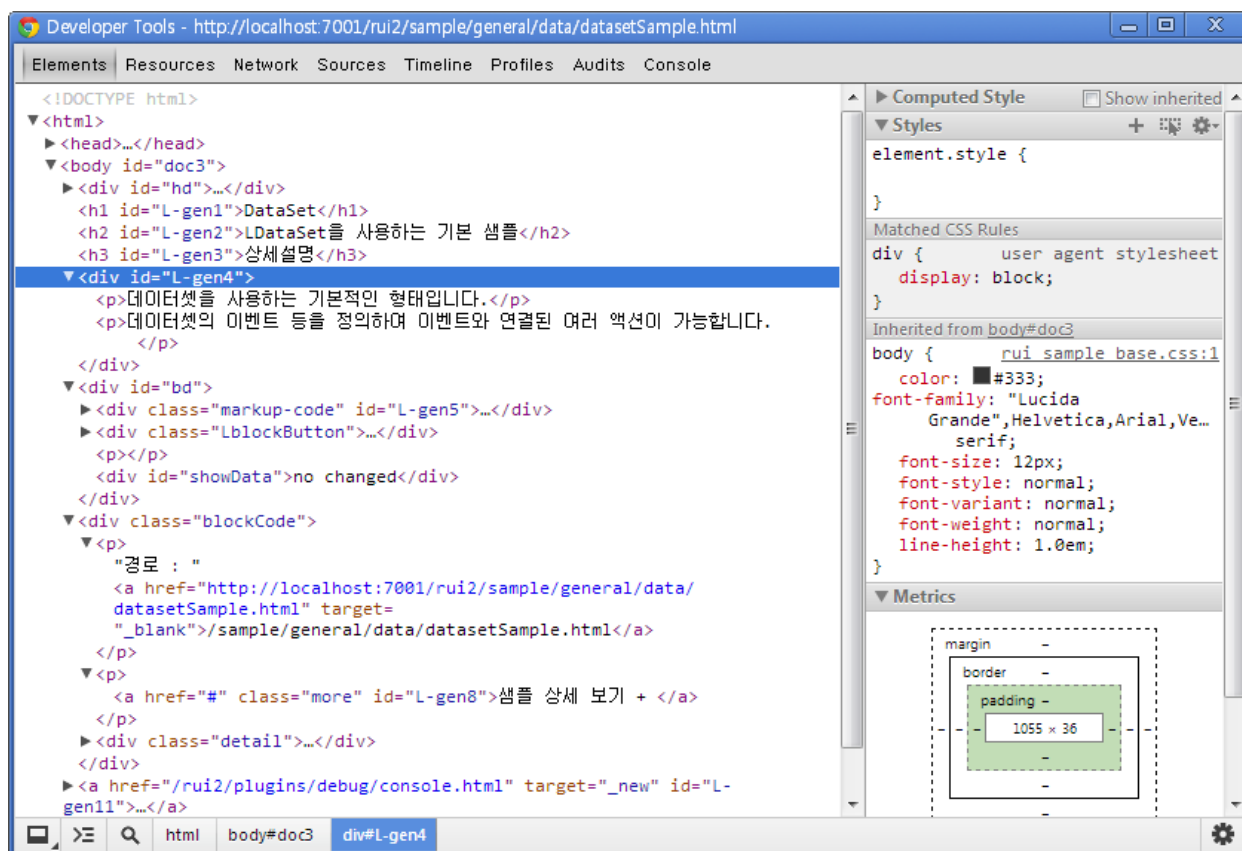 Developer Tools - http://localhost:7001/rui2/sample/general/data/datasetSample.html
Elements Resources Network Sources Timeline Profiles Audits Console
<!DOCTYPE html>
▼<html>
▶<head>…</head>
▼<body id="doc3">
▶<div id="hd">…</div>
<h1 id="L-gen1">DataSet</h1>
<h2 id="L-gen2">LDataSet을 사용하는 기본 샘플</h2>
<h3 id="L-gen3">상세설명</h3>
▼<div id="L-gen4">
<p>데이터셋을 사용하는 기본적인 형태입니다.</p>
<p>데이터셋의 이벤트 등을 정의하여 이벤트와 연결된 여러 액션이 가능합니다.
</p>
</div>
▼<div id="bd">
▶<div class="markup-code" id="L-gen5">…</div>
▶<div class="LblockButton">…</div>
<p></p>
<div id="showData">no changed</div>
</div>
▼<div class="blockCode">
▼<p>
"경로 : "
<a href="http://localhost:7001/rui2/sample/general/data/
datasetSample.html" target=
"_blank">/sample/general/data/datasetSample.html</a>
</p>
▼<p>
<a href="#" class="more" id="L-gen8">샘플 상세 보기 + </a>
</p>
▶<div class="detail">…</div>
</div>
▶<a href="/rui2/plugins/debug/console.html" target="_new" id="L-
gen11">…</a>
▶ Computed Style Show inherited
▼ Styles
element.style {
}
Matched CSS Rules
div { user agent stylesheet
display: block;
}
Inherited from body#doc3
body { rui_sample_base.css:1
color: #333;
font-family: "Lucida
Grande",Helvetica,Arial,Ve…
serif;
font-size: 12px;
font-style: normal;
font-variant: normal;
font-weight: normal;
line-height: 1.0em;
}
▼ Metrics
margin –
border –
padding –
- - - 1055 × 36 - - -
–
–
–
html body#doc3 div#L-gen4